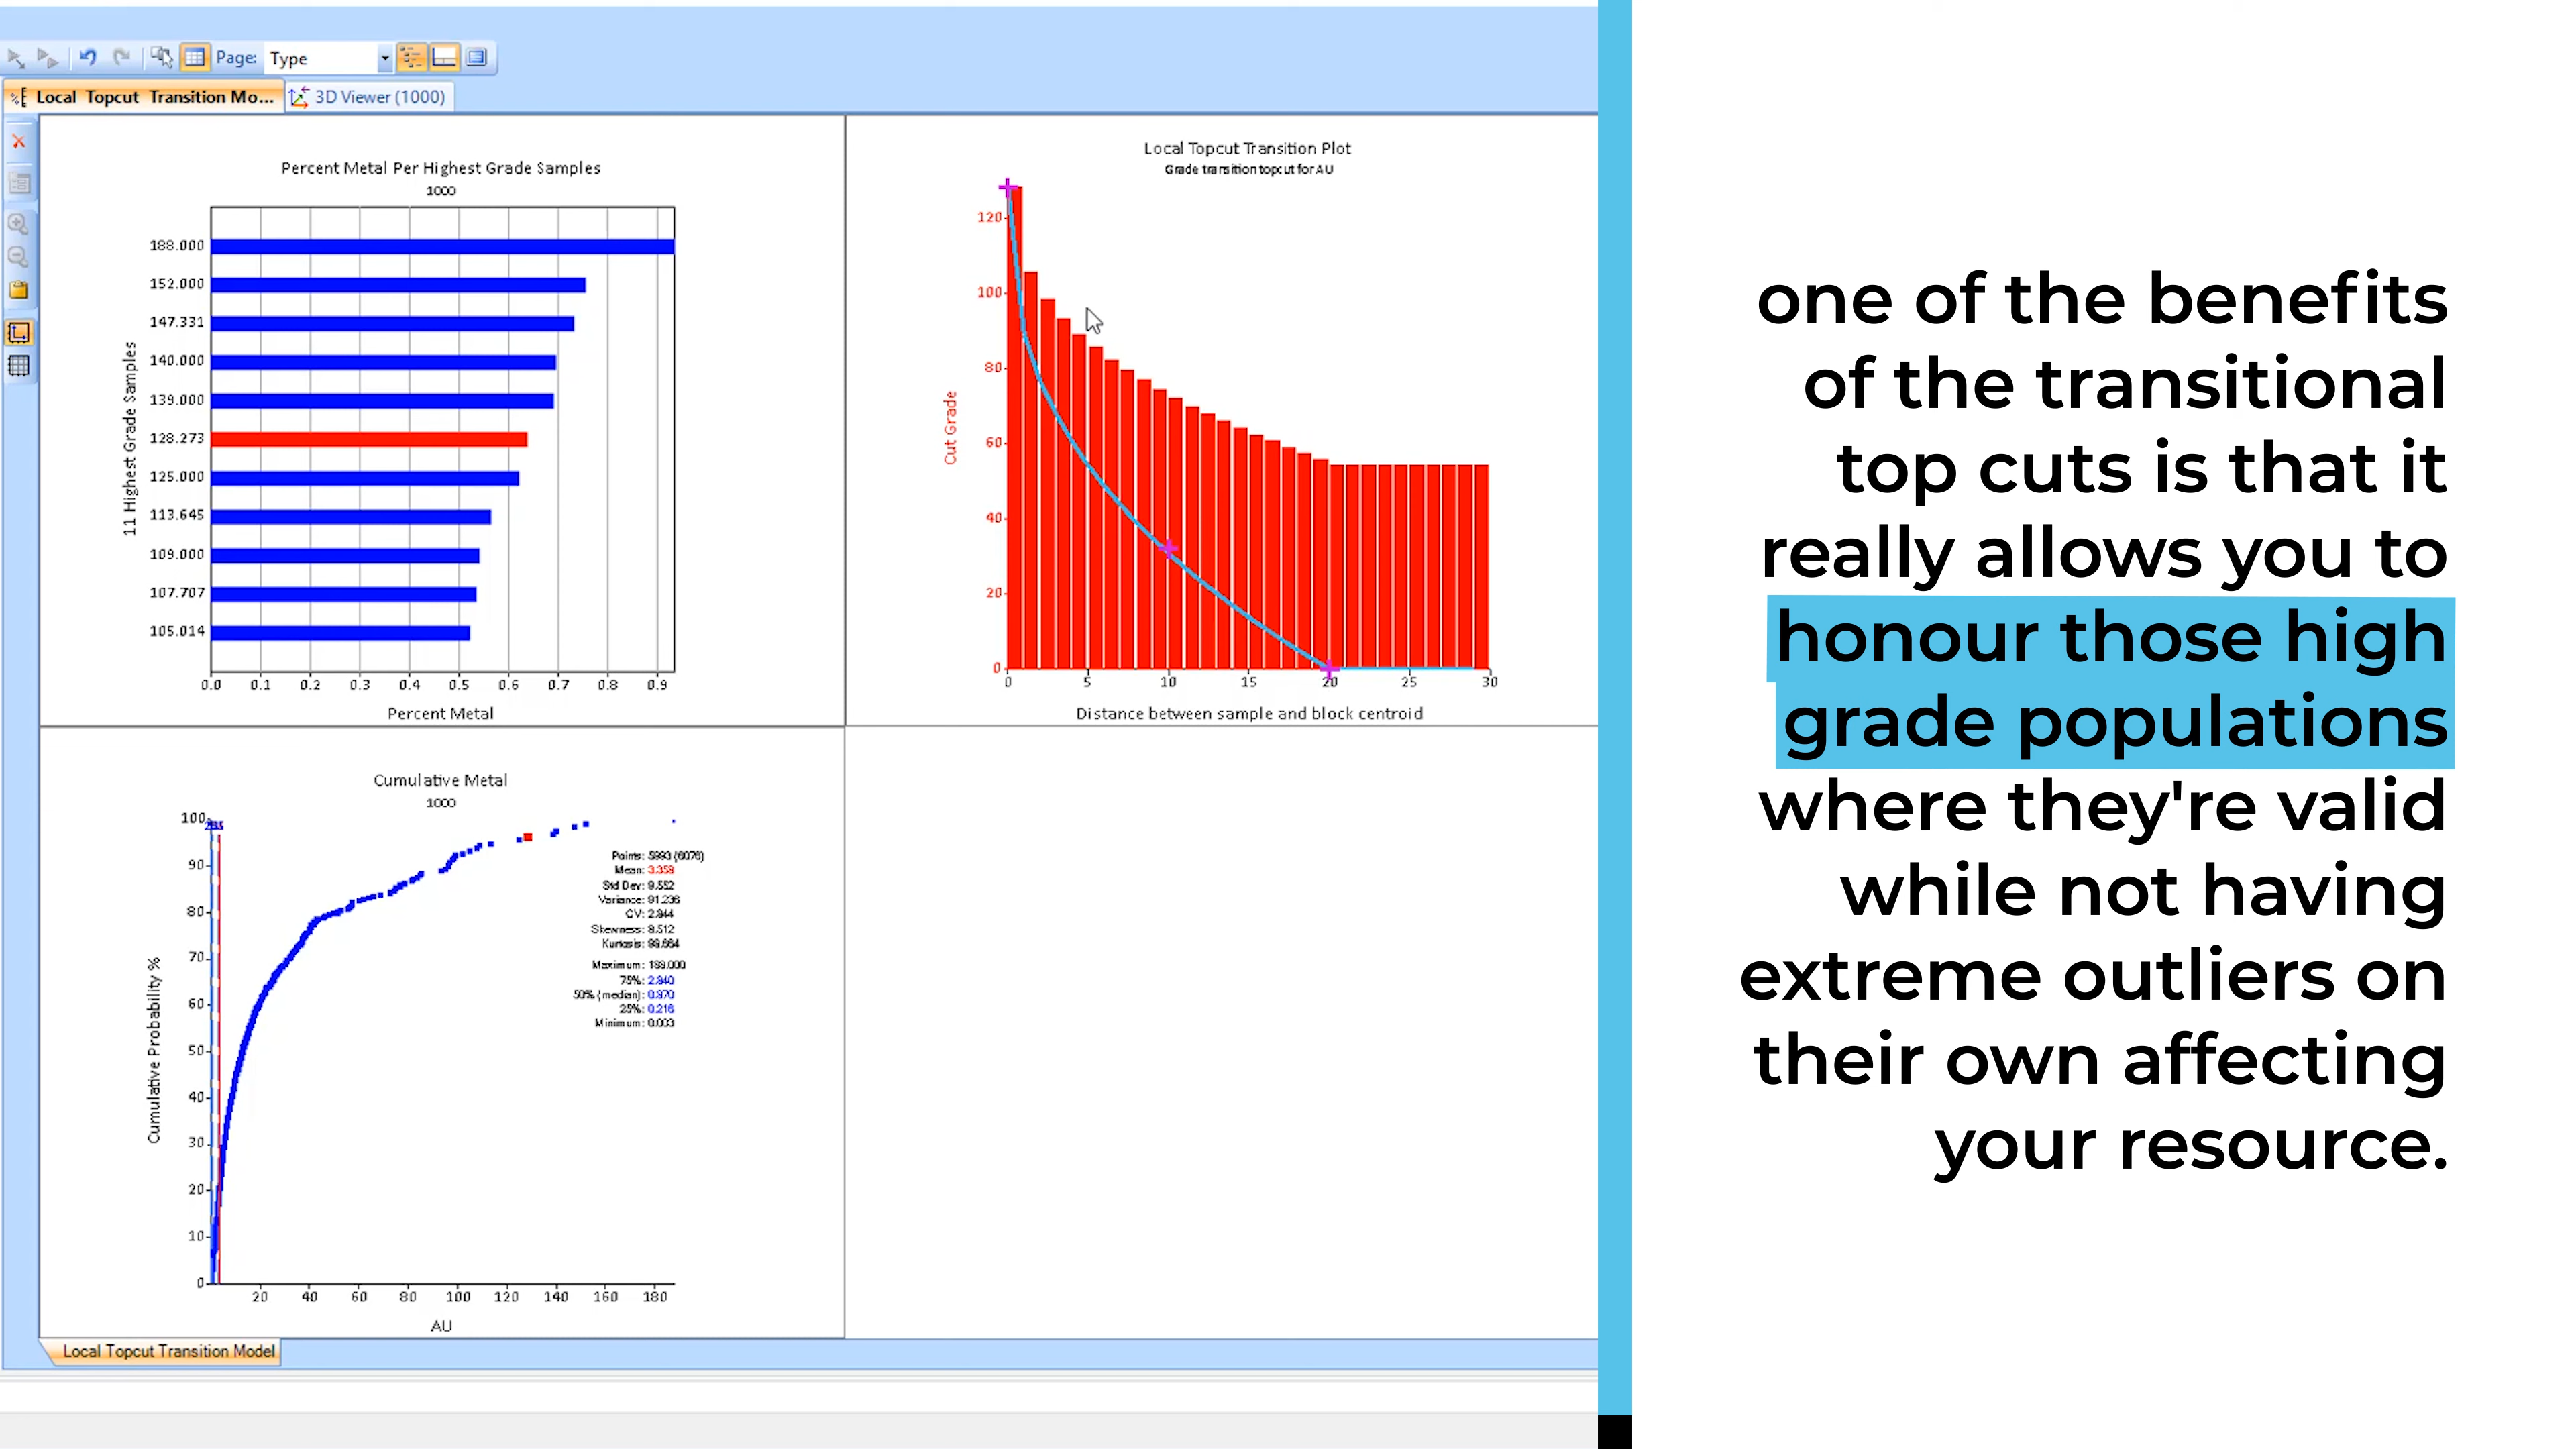 Page: Type
Local Topcut Transition Mo...
3D Viewer (1000)
Percent Metal Per Highest Grade Samples
1000
11 Highest Grade Samples
188.000
152.000
147.331
140.000
139.000
128.273
125.000
113.645
109.000
107.707
105.014
0.0 0.1 0.2 0.3 0.4 0.5 0.6 0.7 0.8 0.9
Percent Metal
Local Topcut Transition Plot
Grade transition topcut for AU
Cut Grade
120
100
80
60
40
20
0
0 5 10 15 20 25 30
Distance between sample and block centroid
Cumulative Metal
1000
Cumulative Probability %
100
90
80
70
60
50
40
30
20
10
0
Points: 5993 (6076)
Mean: 3.358
Std Dev: 9.552
Variance: 91.236
CV: 2.844
Skewness: 8.512
Kurtosis: 99.664
Maximum: 188.000
75%: 2.840
50% (median): 0.870
25%: 0.216
Minimum: 0.003
20 40 60 80 100 120 140 160 180
AU
Local Topcut Transition Model
one of the benefits
of the transitional
top cuts is that it
really allows you to
honour those high
grade populations
where they're valid
while not having
extreme outliers on
their own affecting
your resource.